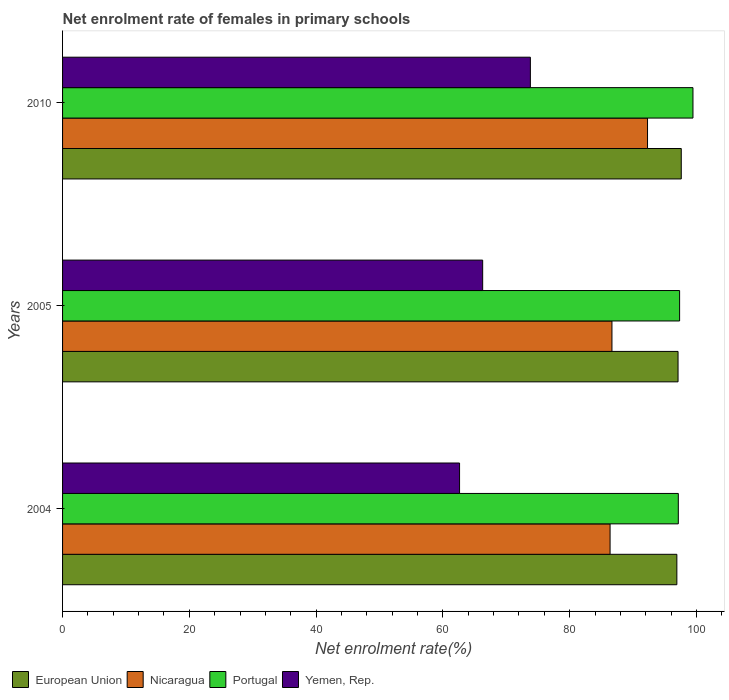 Net enrolment rate of females in primary schools
2010
2005
2004
Years
0 20 40 60 80 100
Net enrolment rate(%)
European Union Nicaragua Portugal Yemen, Rep.